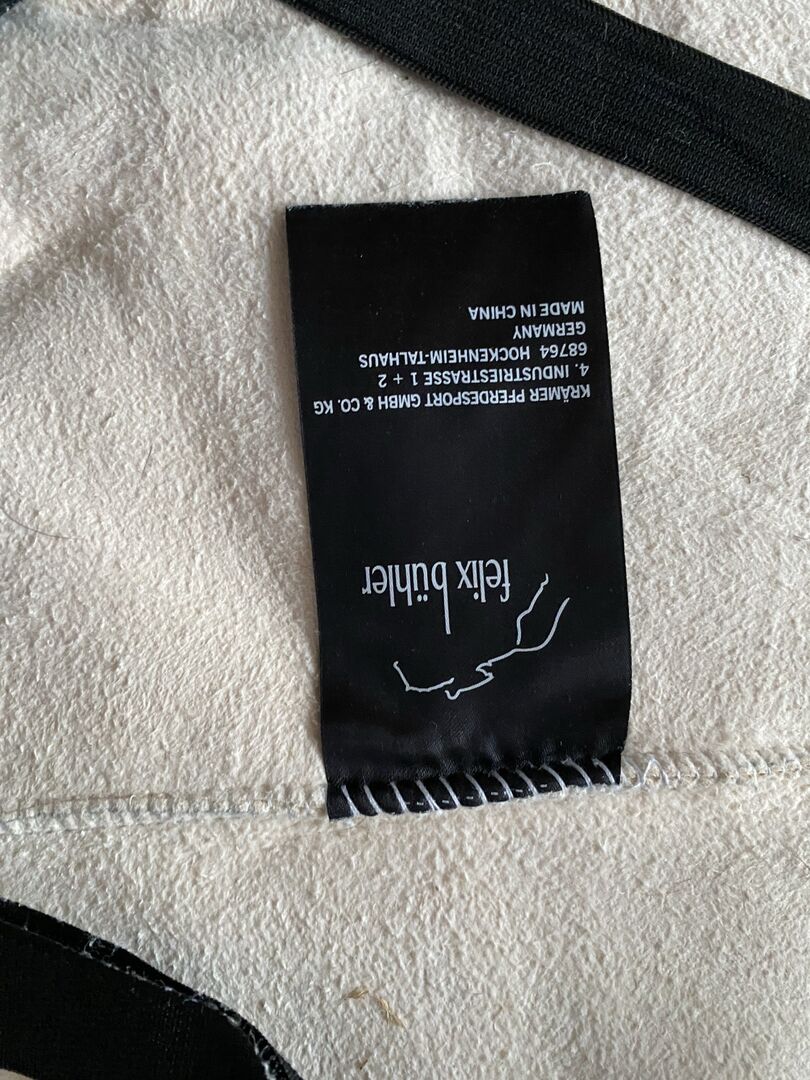 felix bühler
KRÄMER PFERDESPORT GMBH & CO. KG
4. INDUSTRIESTRASSE 1 + 2
68764 HOCKENHEIM-TALHAUS
GERMANY
MADE IN CHINA